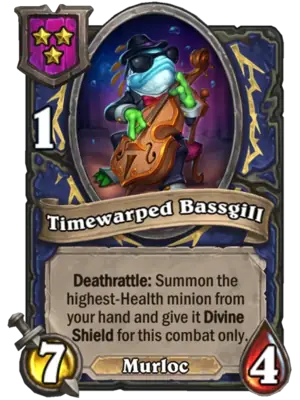 1
Timewarped Bassgill
Deathrattle: Summon the
highest-Health minion from
your hand and give it Divine
Shield for this combat only.
7
Murloc
4